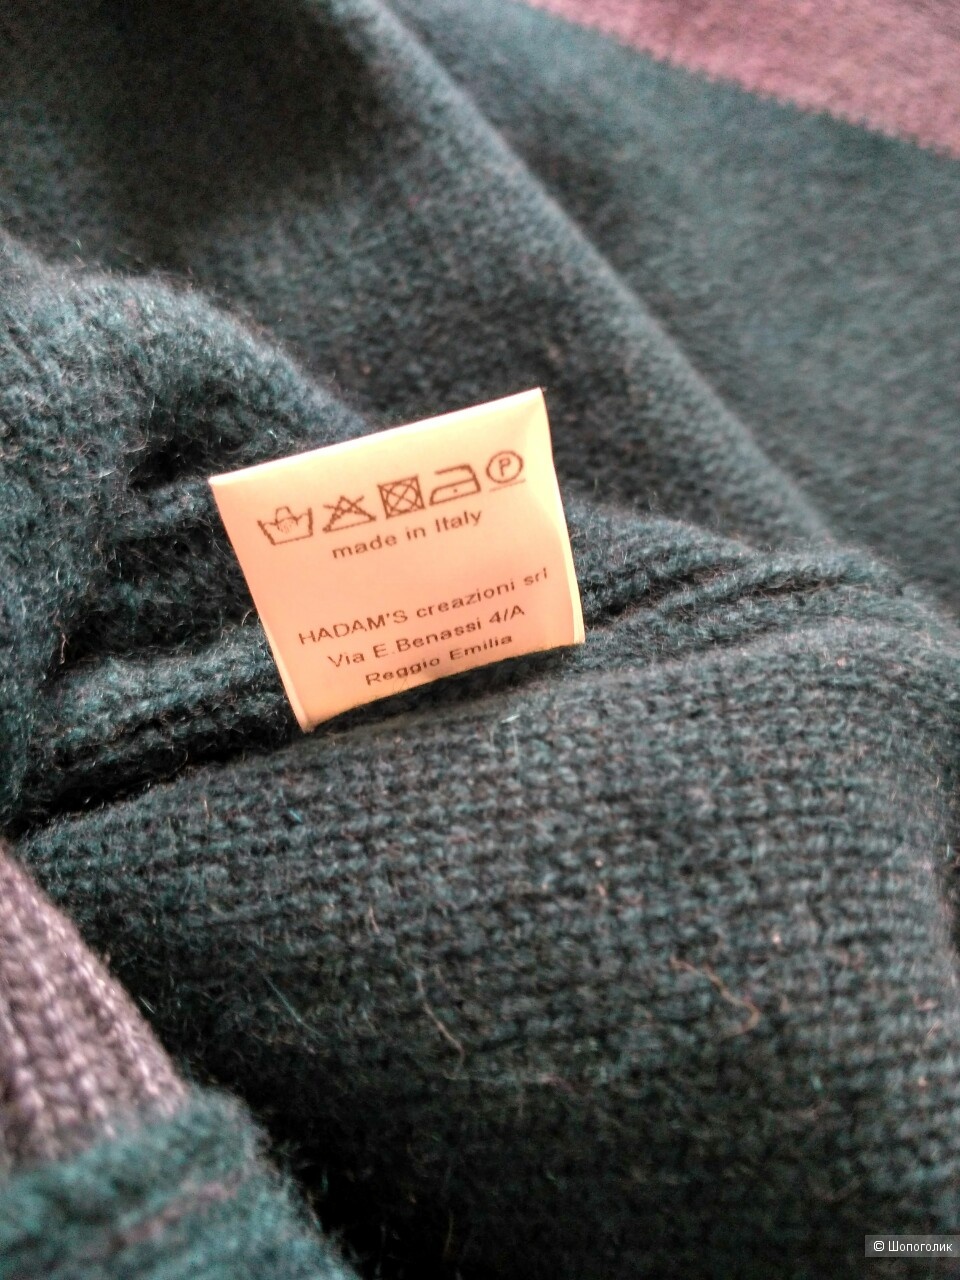 P
made in Italy
HADAM'S creazioni srl
Via E.Benassi 4/A
Reggio Emilia
© Шопоголик